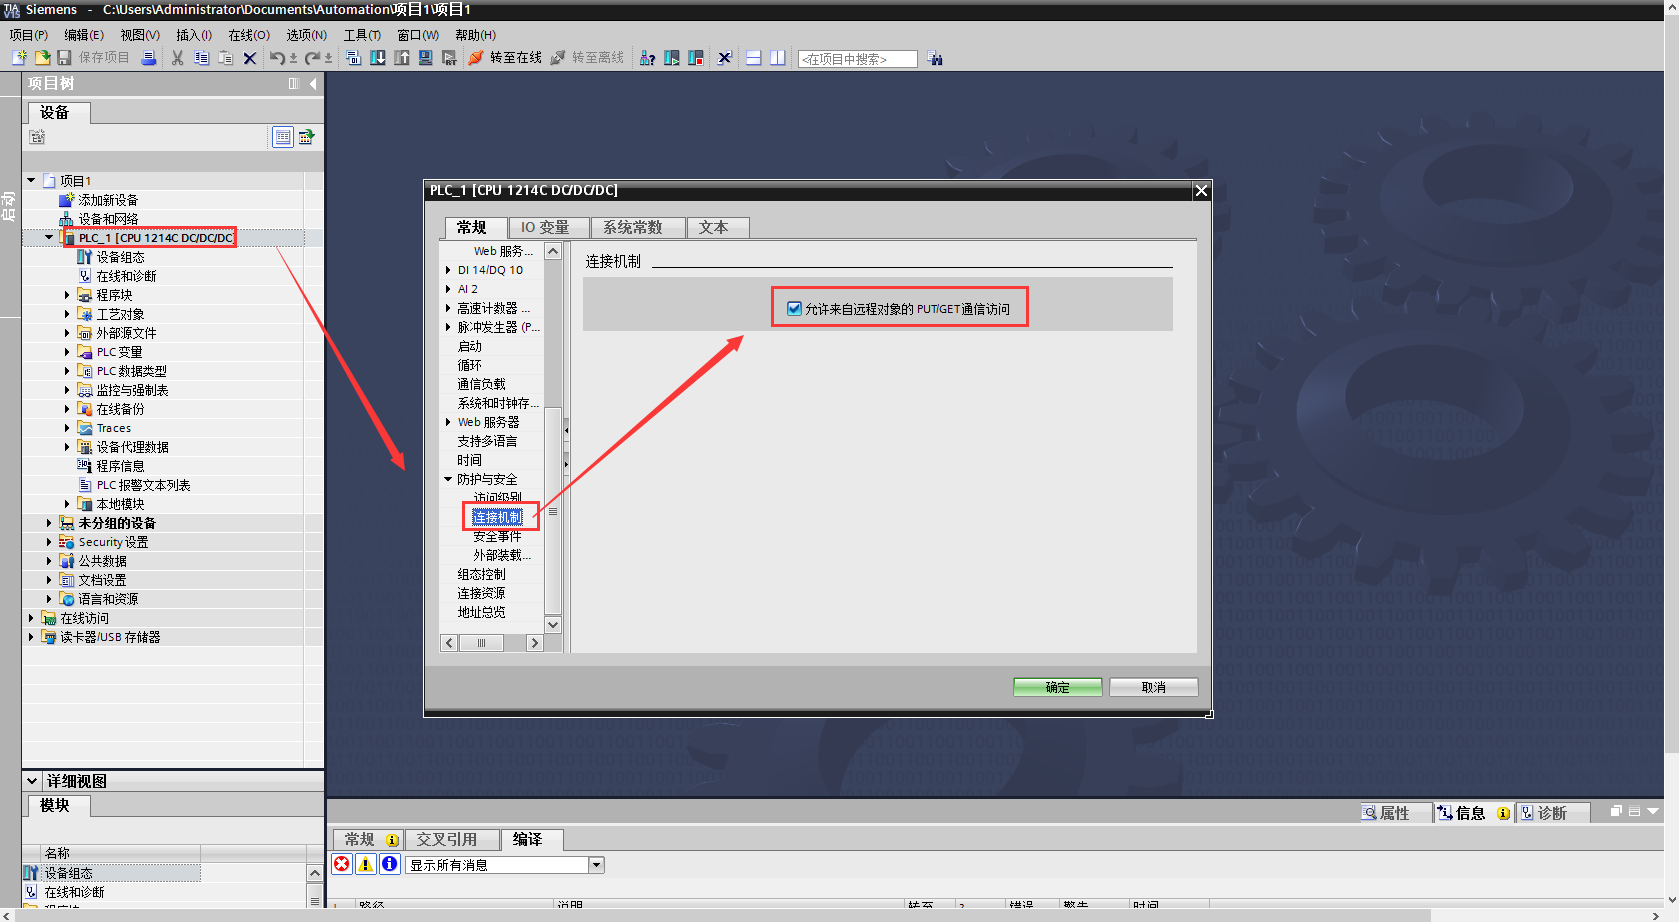 Siemens - C:\Users\Administrator\Documents\Automation\项目1\项目1
项目(P) 编辑(E) 视图(V) 插入(I) 在线(O) 选项(N) 工具(T) 窗口(W) 帮助(H)
保存项目 转至在线 转至离线 <在项目中搜索>
项目树
设备
启动
项目1
添加新设备
设备和网络
PLC_1 [CPU 1214C DC/DC/DC]
设备组态
在线和诊断
程序块
工艺对象
外部源文件
PLC 变量
PLC 数据类型
监控与强制表
在线备份
Traces
设备代理数据
程序信息
PLC 报警文本列表
本地模块
未分组的设备
Security 设置
公共数据
文档设置
语言和资源
在线访问
读卡器/USB 存储器
详细视图
模块
名称
设备组态
在线和诊断
程序块
PLC_1 [CPU 1214C DC/DC/DC]
常规 IO 变量 系统常数 文本
Web 服务...
DI 14/DQ 10
AI 2
高速计数器 ...
脉冲发生器 (P...
启动
循环
通信负载
系统和时钟存...
Web 服务器
支持多语言
时间
防护与安全
访问级别
连接机制
安全事件
外部装载...
组态控制
连接资源
地址总览
连接机制
允许来自远程对象的 PUT/GET 通信访问
确定 取消
属性 信息 诊断
常规 交叉引用 编译
显示所有消息
! 路径 说明 转至 ? 错误 警告 时间